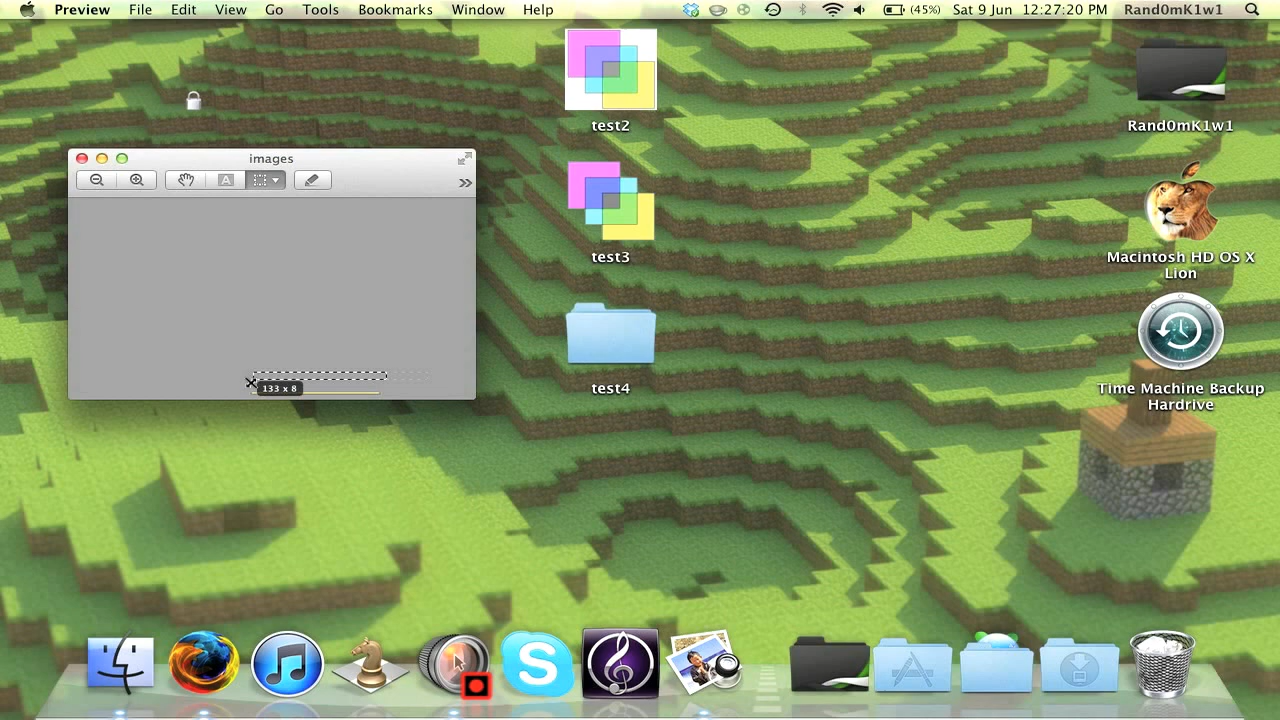 Preview File Edit View Go Tools Bookmarks Window Help (45%) Sat 9 Jun 12:27:20 PM Rand0mK1w1
images
A
133 x 8
test2
test3
test4
Rand0mK1w1
Macintosh HD OS X
Lion
Time Machine Backup
Hardrive
S